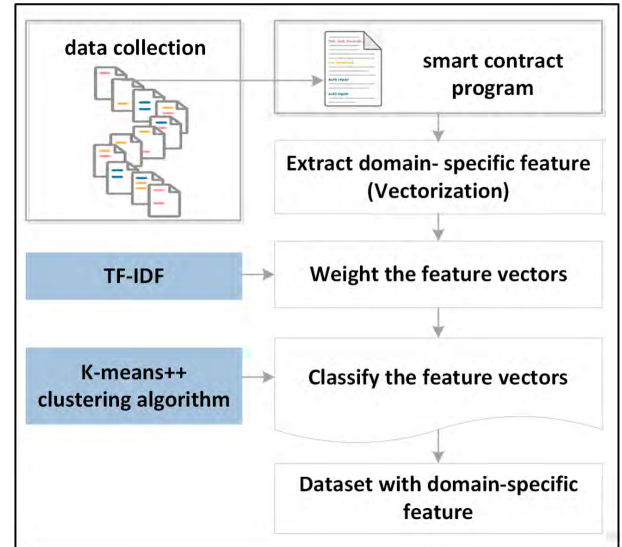 data collection
smart contract
program
Extract domain- specific feature
(Vectorization)
TF-IDF
Weight the feature vectors
K-means++
clustering algorithm
Classify the feature vectors
Dataset with domain-specific
feature